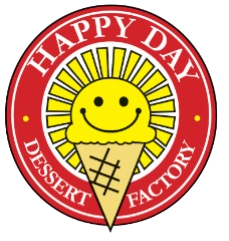 HAPPY DAY
· DESSERT FACTORY ·